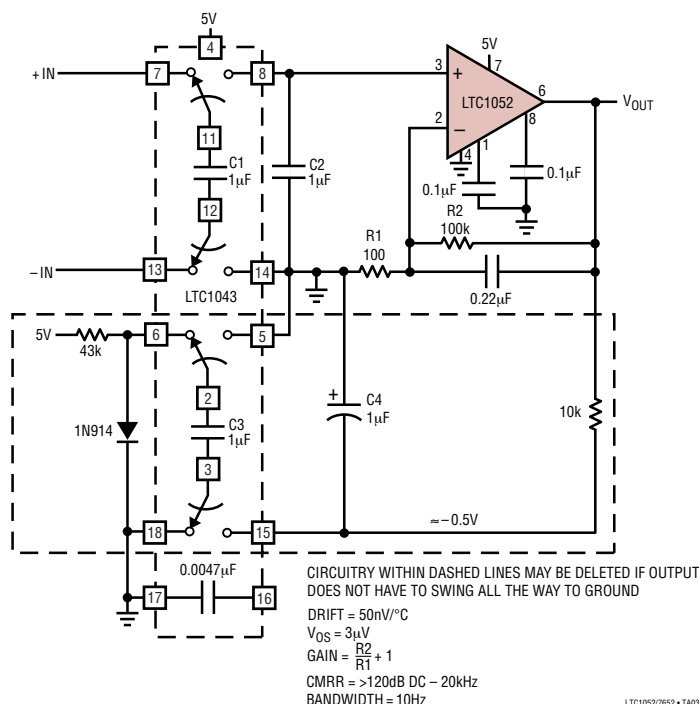 5V
4
+IN
7
8
11
C1
1µF
12
C2
1µF
–IN
13
14
LTC1043
5V
3
+
7
LTC1052
6
VOUT
2
–
4
1
8
0.1µF
0.1µF
R2
100k
R1
100
0.22µF
5V
43k
6
5
2
C3
1µF
3
1N914
+
C4
1µF
10k
18
15
≈ –0.5V
0.0047µF
17
16
CIRCUITRY WITHIN DASHED LINES MAY BE DELETED IF OUTPUT
DOES NOT HAVE TO SWING ALL THE WAY TO GROUND
DRIFT = 50nV/°C
VOS = 3µV
GAIN = R2/R1 + 1
CMRR = >120dB DC – 20kHz
BANDWIDTH = 10Hz
LTC1052/7652 • TA03